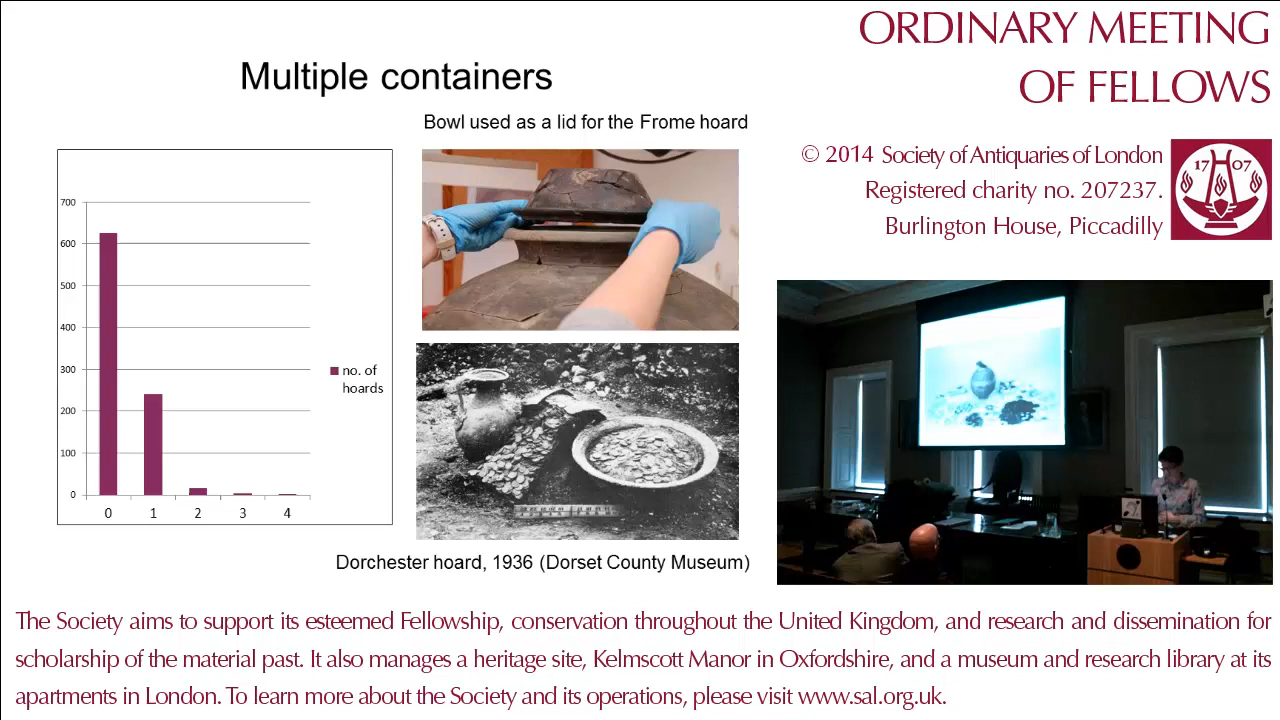 ORDINARY MEETING
OF FELLOWS
Multiple containers
Bowl used as a lid for the Frome hoard
© 2014 Society of Antiquaries of London
Registered charity no. 207237.
Burlington House, Piccadilly
17 07
700
600
500
400
300
200
100
0
0 1 2 3 4
no. of
hoards
Dorchester hoard, 1936 (Dorset County Museum)
The Society aims to support its esteemed Fellowship, conservation throughout the United Kingdom, and research and dissemination for
scholarship of the material past. It also manages a heritage site, Kelmscott Manor in Oxfordshire, and a museum and research library at its
apartments in London. To learn more about the Society and its operations, please visit www.sal.org.uk.